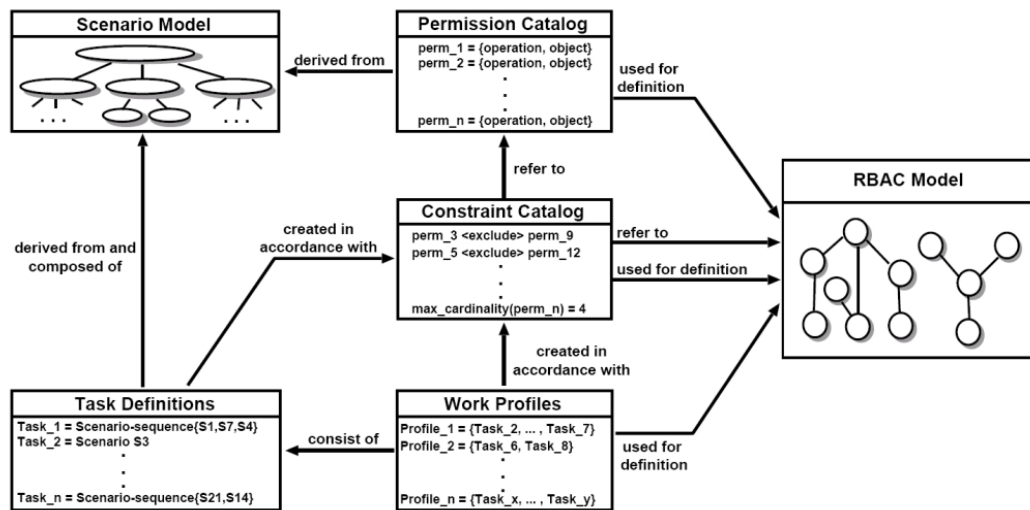 Scenario Model
. . .
. . .
derived from
Permission Catalog
perm_1 = {operation, object}
perm_2 = {operation, object}
.
.
.
perm_n = {operation, object}
used for
definition
refer to
RBAC Model
derived from and
composed of
created in
accordance with
Constraint Catalog
perm_3 <exclude> perm_9
perm_5 <exclude> perm_12
.
.
.
max_cardinality(perm_n) = 4
refer to
used for definition
created in
accordance with
Task Definitions
Task_1 = Scenario-sequence{S1,S7,S4}
Task_2 = Scenario S3
.
.
.
Task_n = Scenario-sequence{S21,S14}
consist of
Work Profiles
Profile_1 = {Task_2, ... , Task_7}
Profile_2 = {Task_6, Task_8}
.
.
.
Profile_n = {Task_x, ... , Task_y}
used for
definition